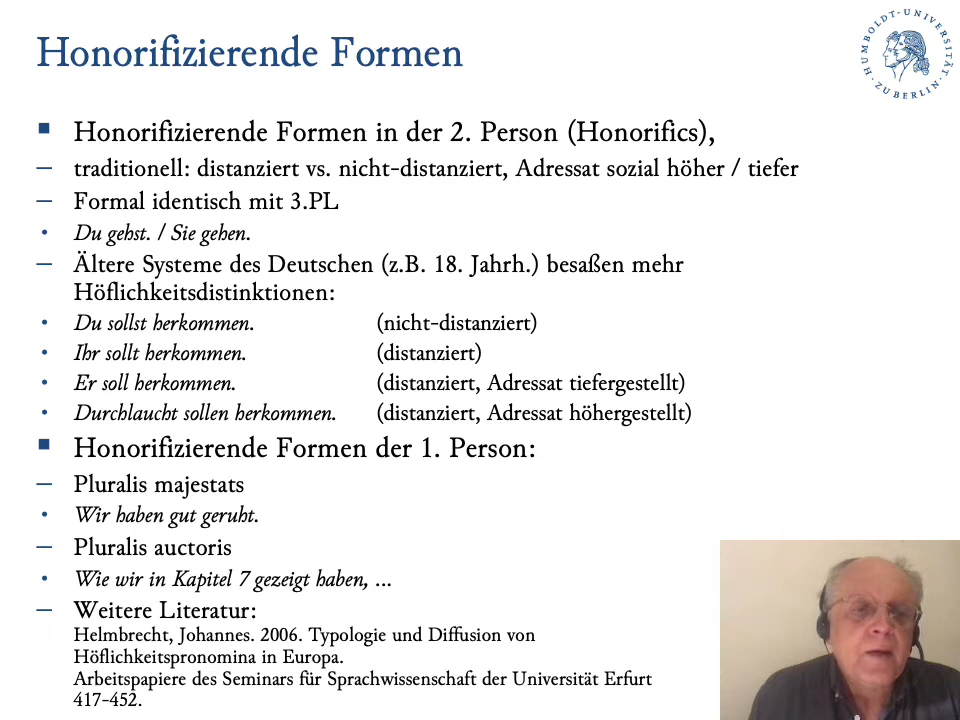 Honorifizierende Formen
HUMBOLDT-UNIVERSITÄT
ZU BERLIN
▪ Honorifizierende Formen in der 2. Person (Honorifics),
– traditionell: distanziert vs. nicht-distanziert, Adressat sozial höher / tiefer
– Formal identisch mit 3.PL
• Du gehst. / Sie gehen.
– Ältere Systeme des Deutschen (z.B. 18. Jahrh.) besaßen mehr
Höflichkeitsdistinktionen:
• Du sollst herkommen. (nicht-distanziert)
• Ihr sollt herkommen. (distanziert)
• Er soll herkommen. (distanziert, Adressat tiefergestellt)
• Durchlaucht sollen herkommen. (distanziert, Adressat höhergestellt)
▪ Honorifizierende Formen der 1. Person:
– Pluralis majestats
• Wir haben gut geruht.
– Pluralis auctoris
• Wie wir in Kapitel 7 gezeigt haben, ...
– Weitere Literatur:
Helmbrecht, Johannes. 2006. Typologie und Diffusion von
Höflichkeitspronomina in Europa.
Arbeitspapiere des Seminars für Sprachwissenschaft der Universität Erfurt
417-452.